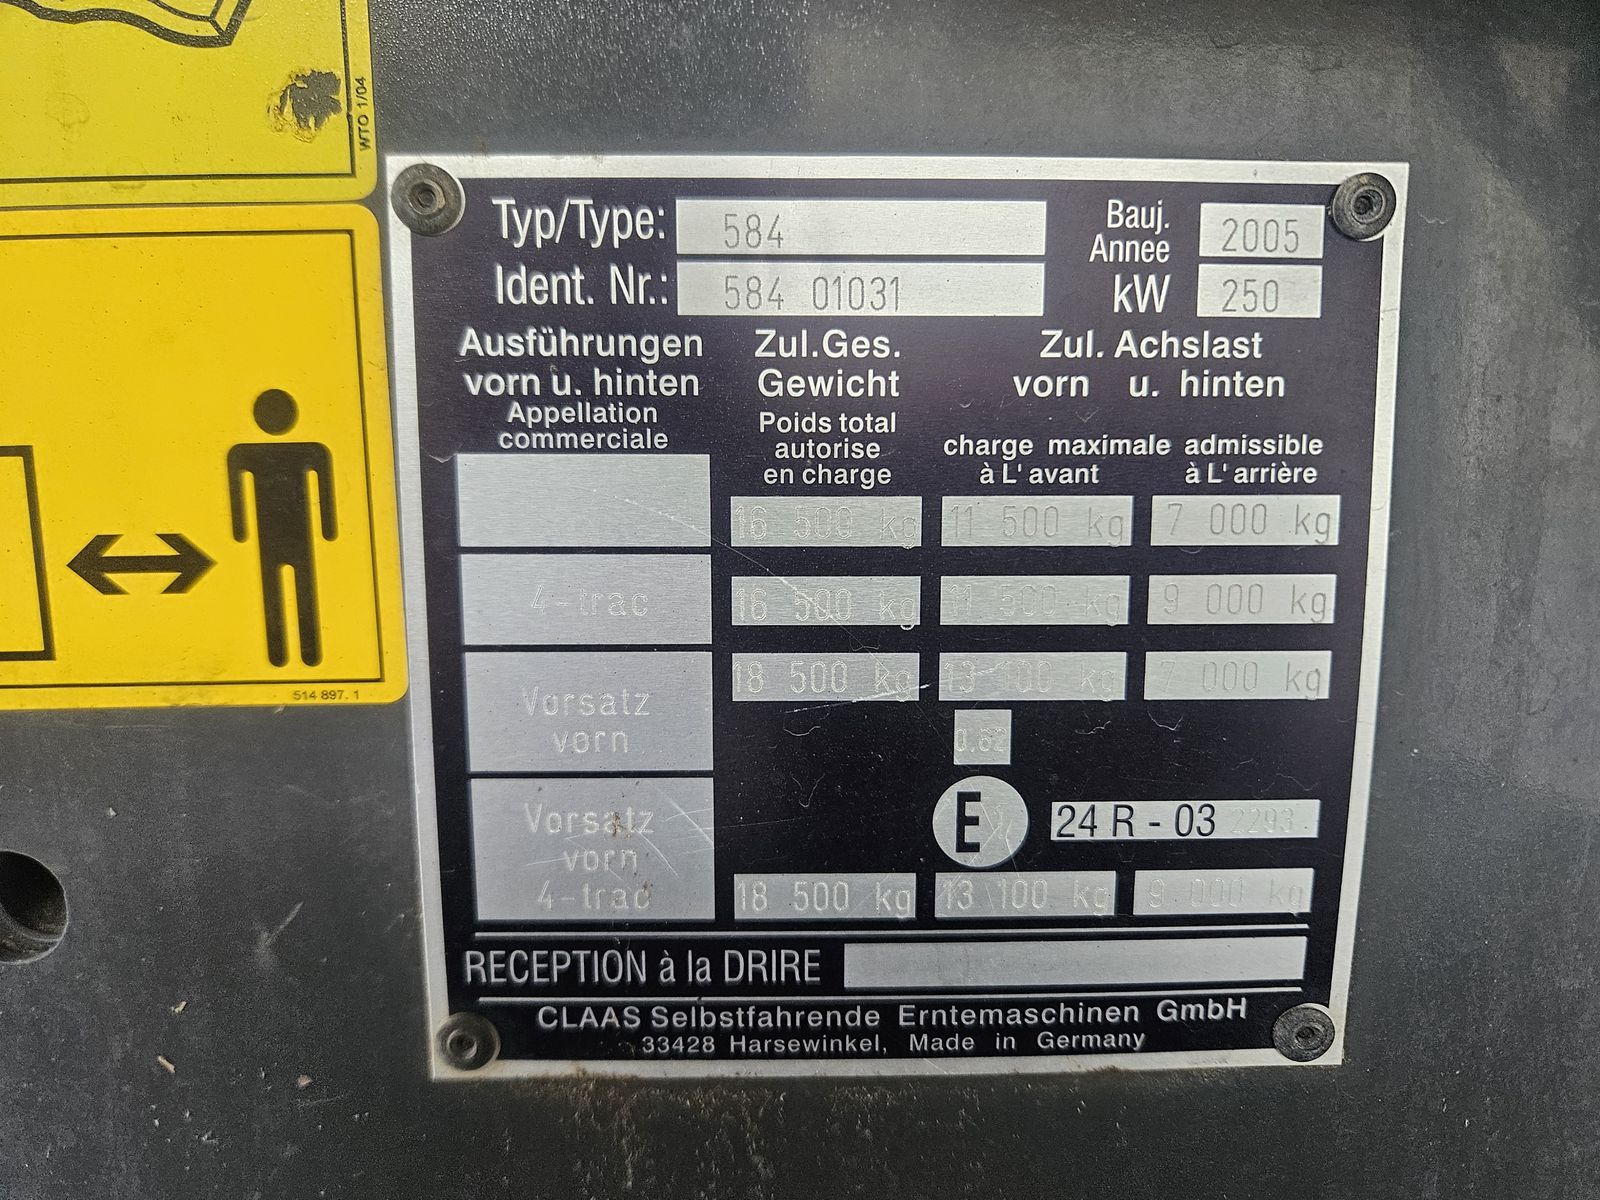 WTO 1/04
514 897. 1
Typ/Type: 584
Bauj.
Annee 2005
Ident. Nr.: 584 01031
kW 250
Ausführungen
vorn u. hinten
Appellation
commerciale
Zul.Ges.
Gewicht
Poids total
autorise
en charge
Zul. Achslast
vorn u. hinten
charge maximale admissible
à L' avant à L' arrière
16 500 kg 11 500 kg 7 000 kg
4-trac 16 500 kg 11 500 kg 9 000 kg
Vorsatz
vorn
18 500 kg 13 100 kg 7 000 kg
0.62
E 24 R - 03 2293
Vorsatz
vorn
4-trac
18 500 kg 13 100 kg 9 000 kg
RECEPTION à la DRIRE
CLAAS Selbstfahrende Erntemaschinen GmbH
33428 Harsewinkel, Made in Germany